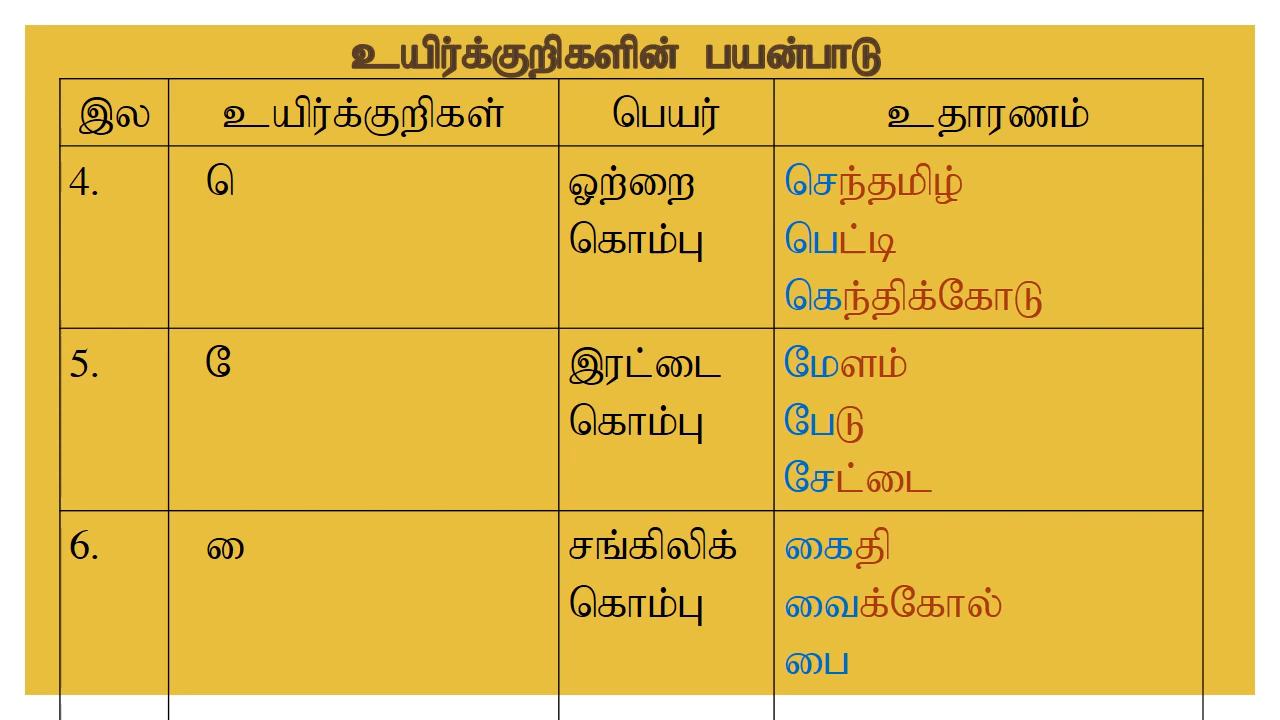 உயிர்க்குறிகளின் பயன்பாடு
இல உயிர்க்குறிகள் பெயர் உதாரணம்
4. ெ ஒற்றை கொம்பு செந்தமிழ்
பெட்டி
கெந்திக்கோடு
5. ே இரட்டை கொம்பு மேளம்
பேடு
சேட்டை
6. ை சங்கிலிக் கொம்பு கைதி
வைக்கோல்
பை